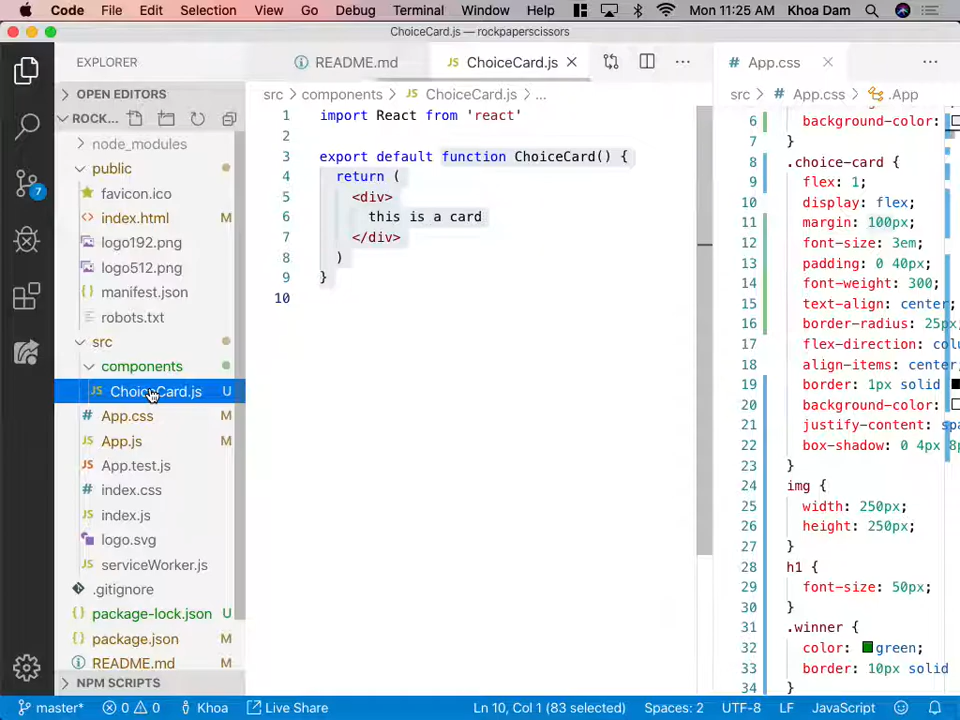 Code File Edit Selection View Go Debug Terminal Window Help Mon 11:25 AM Khoa Dam
ChoiceCard.js — rockpaperscissors
EXPLORER
OPEN EDITORS
ROCK...
node_modules
public
favicon.ico
index.html M
logo192.png
logo512.png
manifest.json
robots.txt
src
components
ChoiceCard.js U
App.css M
App.js M
App.test.js
index.css
index.js
logo.svg
serviceWorker.js
.gitignore
package-lock.json U
package.json M
README.md M
NPM SCRIPTS
7
README.md
ChoiceCard.js
src components ChoiceCard.js ...
1 import React from 'react'
2
3 export default function ChoiceCard() {
4 return (
5 <div>
6 this is a card
7 </div>
8 )
9 }
10
App.css
src App.css .App
6 background-color:
7 }
8 .choice-card {
9 flex: 1;
10 display: flex;
11 margin: 100px;
12 font-size: 3em;
13 padding: 0 40px;
14 font-weight: 300;
15 text-align: center;
16 border-radius: 25px
17 flex-direction: colu
18 align-items: center;
19 border: 1px solid
20 background-color:
21 justify-content: spa
22 box-shadow: 0 4px 8p
23 }
24 img {
25 width: 250px;
26 height: 250px;
27 }
28 h1 {
29 font-size: 50px;
30 }
31 .winner {
32 color: green;
33 border: 10px solid
34 }
master* 0 0 Khoa Live Share Ln 10, Col 1 (83 selected) Spaces: 2 UTF-8 LF JavaScript